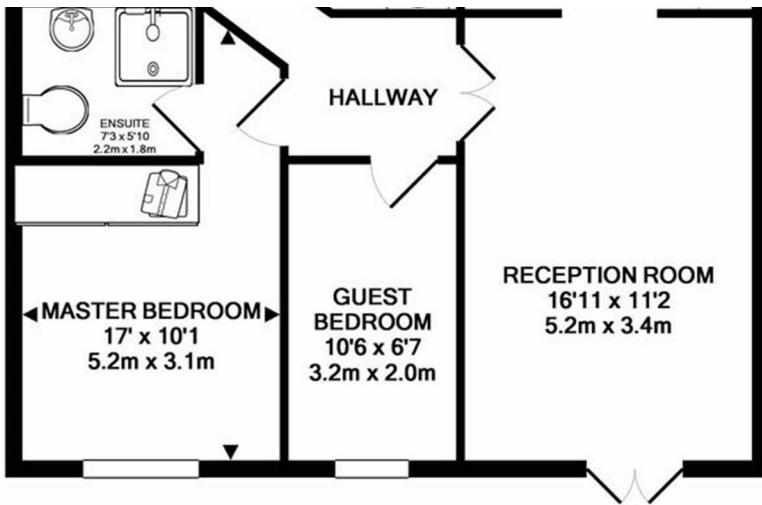 HALLWAY
ENSUITE
7'3 x 5'10
2.2m x 1.8m
MASTER BEDROOM
17' x 10'1
5.2m x 3.1m
GUEST
BEDROOM
10'6 x 6'7
3.2m x 2.0m
RECEPTION ROOM
16'11 x 11'2
5.2m x 3.4m